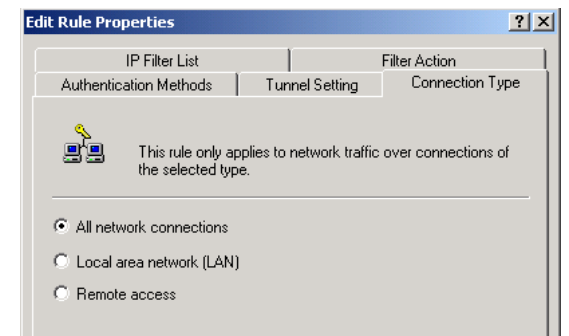 Edit Rule Properties
IP Filter List Filter Action
Authentication Methods Tunnel Setting Connection Type
This rule only applies to network traffic over connections of
the selected type.
All network connections
Local area network (LAN)
Remote access